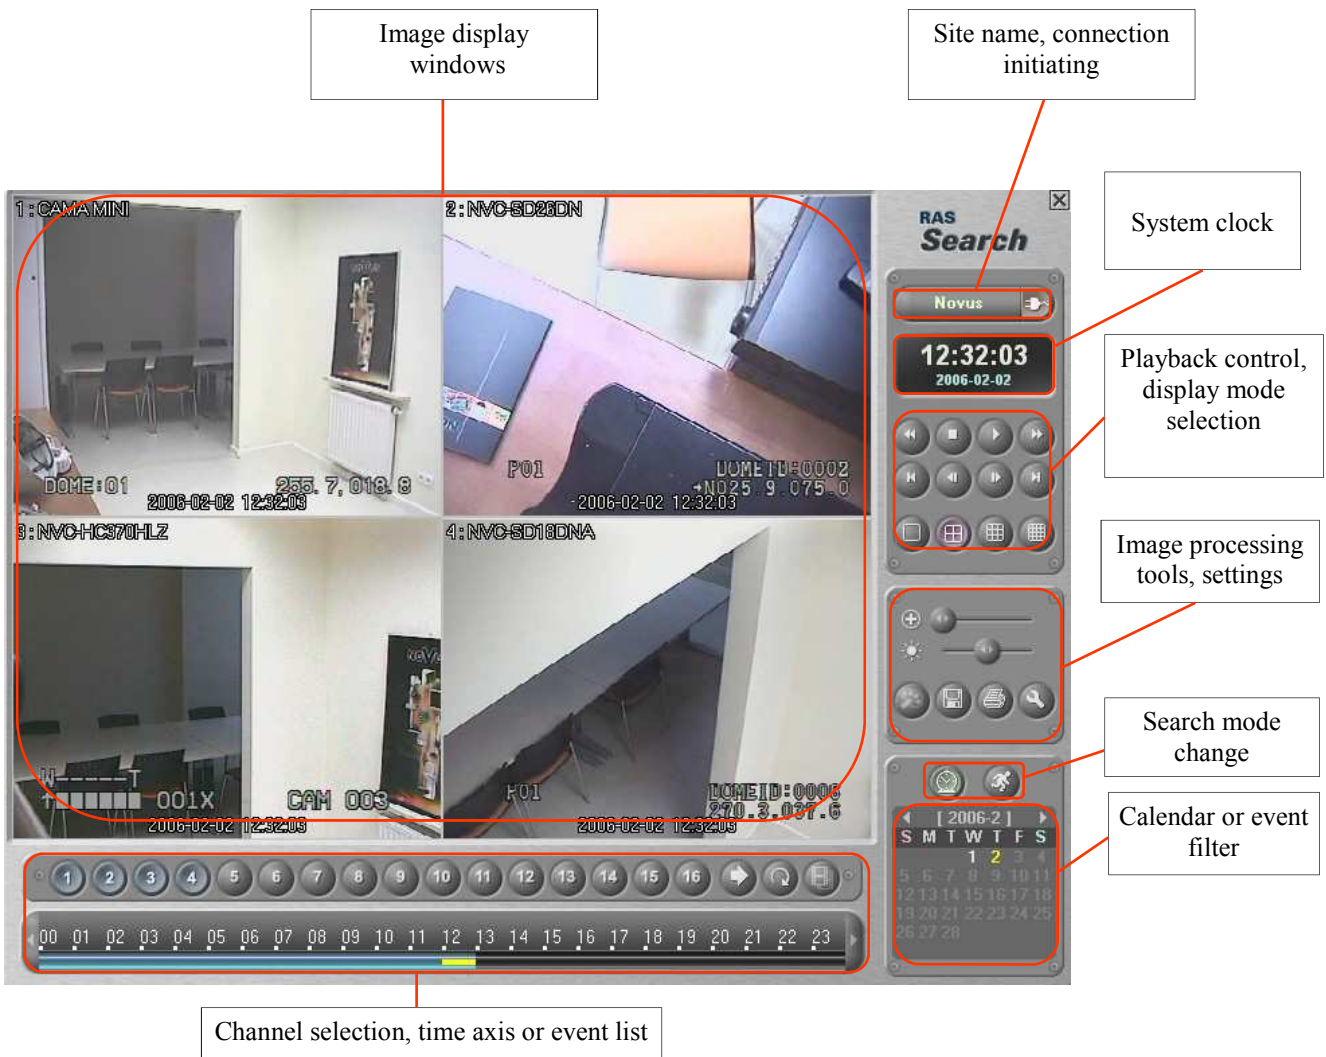 Image display
windows
Site name, connection
initiating
System clock
Playback control,
display mode
selection
Image processing
tools, settings
Search mode
change
Calendar or event
filter
Channel selection, time axis or event list
1:CAMA MINI
DOME:01
255.7,018.8
2006-02-02 12:32:03
2:NVC-SD26DN
P01
DOMEID:0002
2006-02-02 12:32:03
3:NVC-HC370HLZ
W-----T
001X
CAM 003
2006-02-02 12:32:03
4:NVC-SD18DNA
P01
270.3,037.6
2006-02-02 12:32:03
RAS
Search
Novus
12:32:03
2006-02-02
[ 2006-2 ]
S M T W T F S
1 2 3 4
5 6 7 8 9 10 11
12 13 14 15 16 17 18
19 20 21 22 23 24 25
26 27 28
1 2 3 4 5 6 7 8 9 10 11 12 13 14 15 16
00 01 02 03 04 05 06 07 08 09 10 11 12 13 14 15 16 17 18 19 20 21 22 23